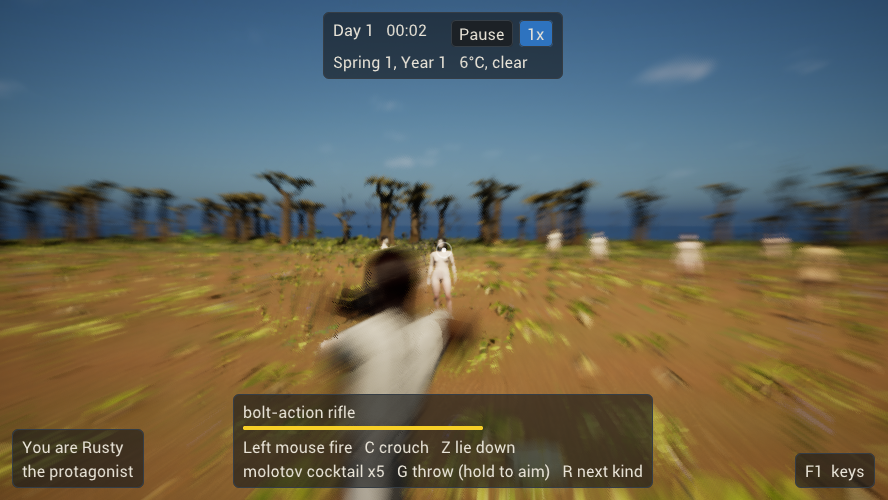 Day 1 00:02 Pause 1x
Spring 1, Year 1 6°C, clear
bolt-action rifle
Left mouse fire C crouch Z lie down
molotov cocktail x5 G throw (hold to aim) R next kind
You are Rusty
the protagonist
F1 keys